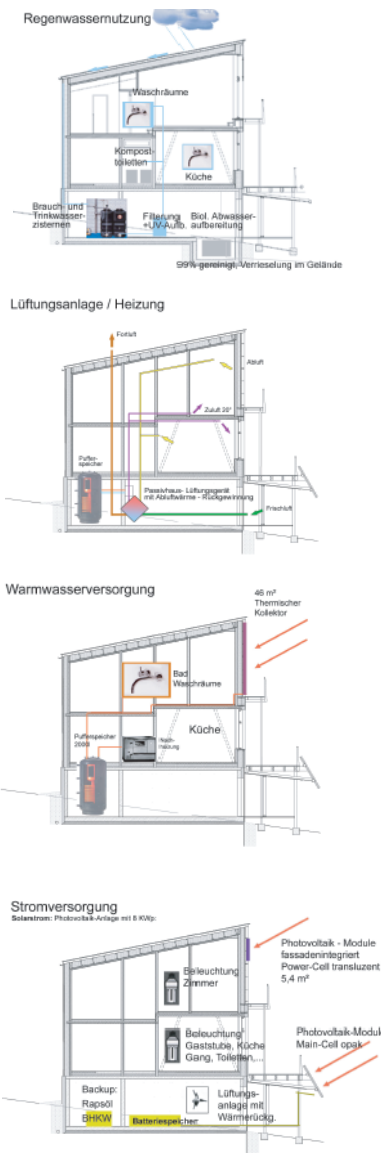 Regenwassernutzung
Waschräume
Kompost-
toiletten
Küche
Brauch- und
Trinkwasser-
zisternen
Filterung
+UV-Aufb.
Biol. Abwasser-
aufbereitung
99% gereinigt, Verrieselung im Gelände
Lüftungsanlage / Heizung
Fortluft
Abluft
Zuluft 20°
Puffer-
speicher
Passivhaus- Lüftungsgerät
mit Abluftwärme - Rückgewinnung
Frischluft
Warmwasserversorgung
46 m²
Thermischer
Kollektor
Bad
Waschräume
Pufferspeicher
Nach-
heizung
Küche
Stromversorgung
Solarstrom: Photovoltaik-Anlage mit 8 KWp:
Photovoltaik - Module
fassadenintegriert
Power-Cell transluzent
5,4 m²
Beleuchtung
Zimmer
Beleuchtung
Gaststube, Küche
Gang, Toiletten,...
Photovoltaik-Module
Main-Cell opak
Backup:
Rapsöl
BHKW
Batteriespeicher
Lüftungs-
anlage mit
Wärmerückg.